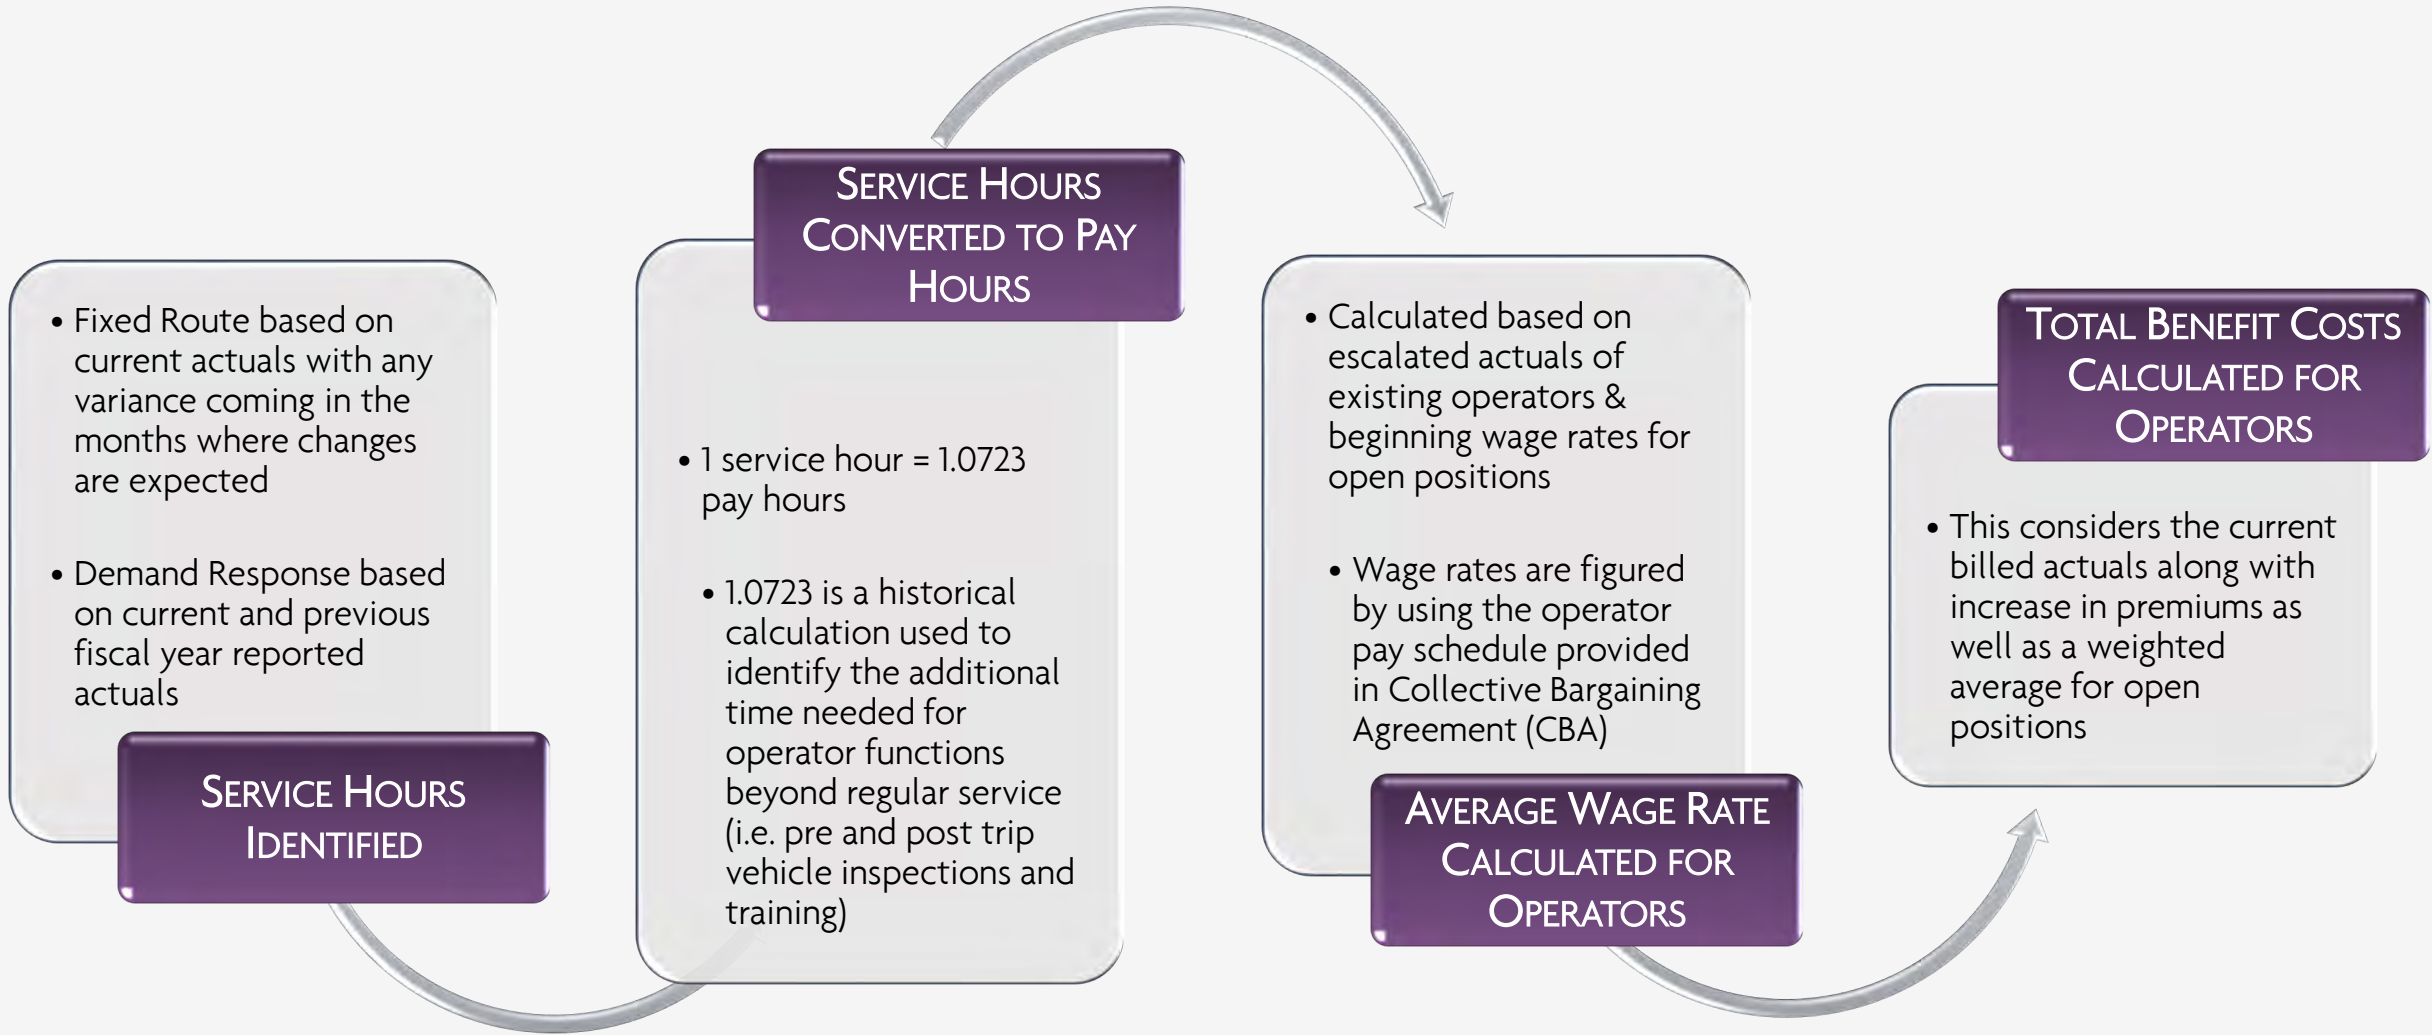 • Fixed Route based on
current actuals with any
variance coming in the
months where changes
are expected
• Demand Response based
on current and previous
fiscal year reported
actuals
SERVICE HOURS
IDENTIFIED
SERVICE HOURS
CONVERTED TO PAY
HOURS
• 1 service hour = 1.0723
pay hours
• 1.0723 is a historical
calculation used to
identify the additional
time needed for
operator functions
beyond regular service
(i.e. pre and post trip
vehicle inspections and
training)
• Calculated based on
escalated actuals of
existing operators &
beginning wage rates for
open positions
• Wage rates are figured
by using the operator
pay schedule provided
in Collective Bargaining
Agreement (CBA)
AVERAGE WAGE RATE
CALCULATED FOR
OPERATORS
TOTAL BENEFIT COSTS
CALCULATED FOR
OPERATORS
• This considers the current
billed actuals along with
increase in premiums as
well as a weighted
average for open
positions